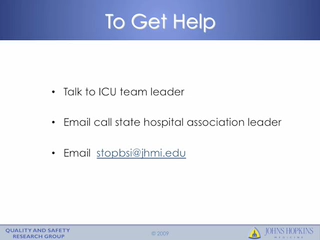 To Get Help
• Talk to ICU team leader
• Email call state hospital association leader
• Email stopbsi@jhmi.edu
QUALITY AND SAFETY
RESEARCH GROUP
© 2009
JOHNS HOPKINS
MEDICINE